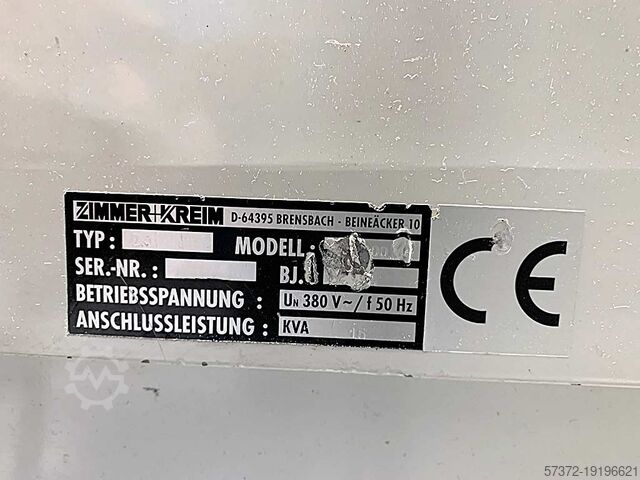 ZIMMER+KREIM D-64395 BRENSBACH - BEINEÄCKER 10
TYP : MODELL :
SER.-NR. : BJ.
BETRIEBSSPANNUNG : UN 380 V~/ f 50 Hz
ANSCHLUSSLEISTUNG : KVA 16
CE
57372-19196621